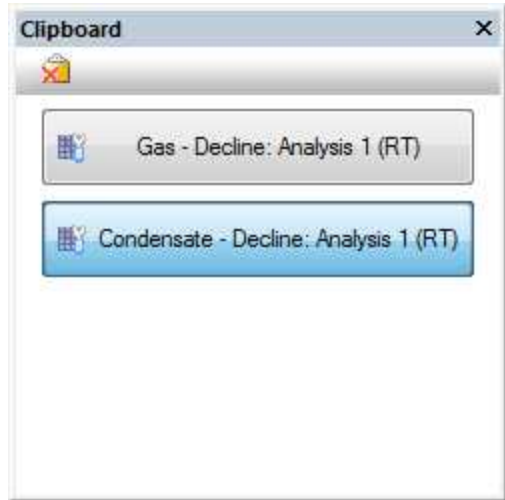 Clipboard
Gas - Decline: Analysis 1 (RT)
Condensate - Decline: Analysis 1 (RT)